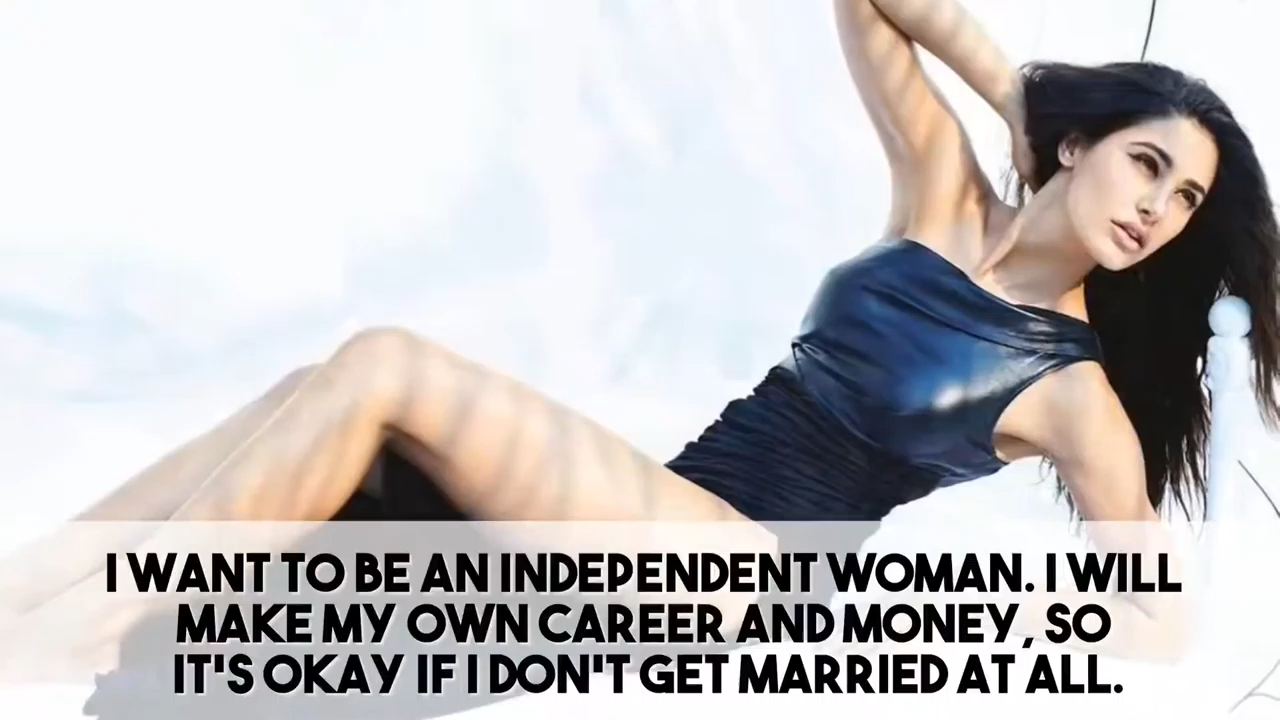 I WANT TO BE AN INDEPENDENT WOMAN. I WILL
MAKE MY OWN CAREER AND MONEY, SO
IT'S OKAY IF I DON'T GET MARRIED AT ALL.